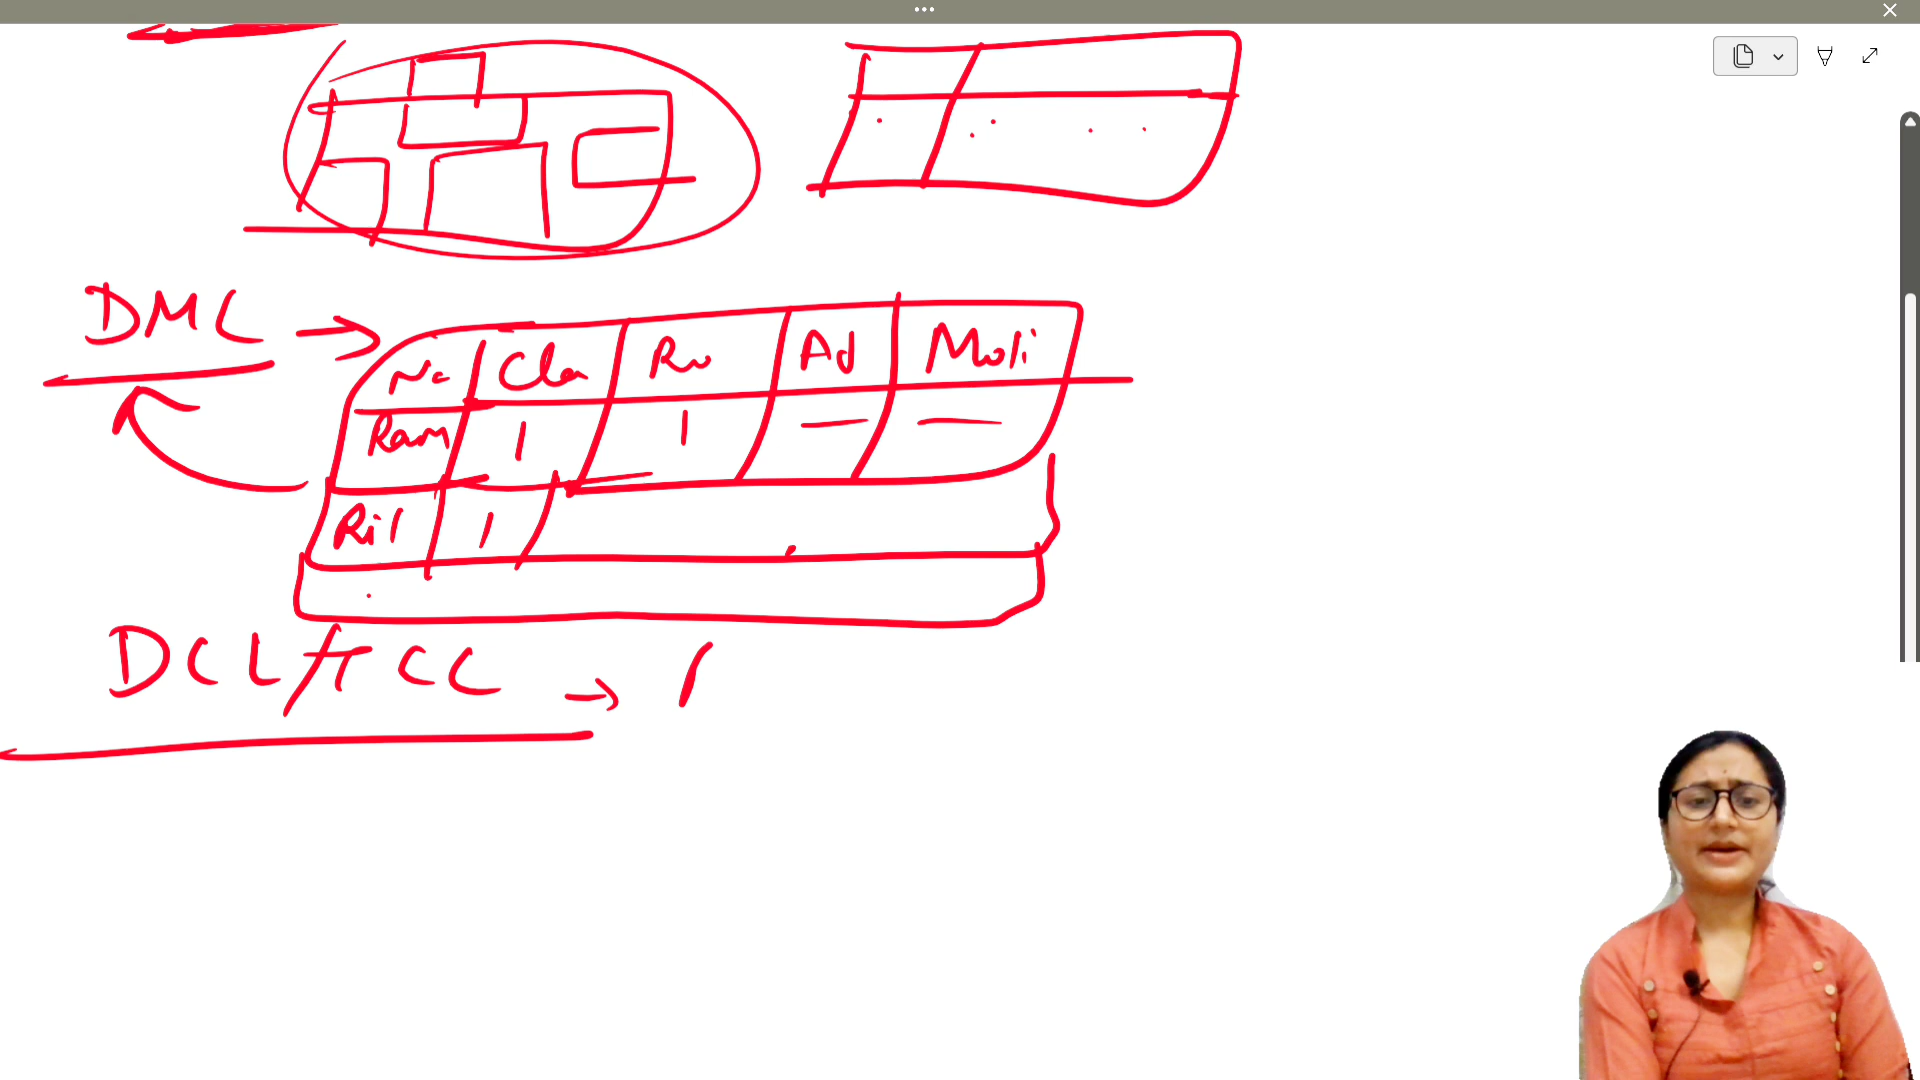 DML → Na Cla Ro Ad Mobi
Ram 1 1 — —
Ril 1
DCL/TCL →